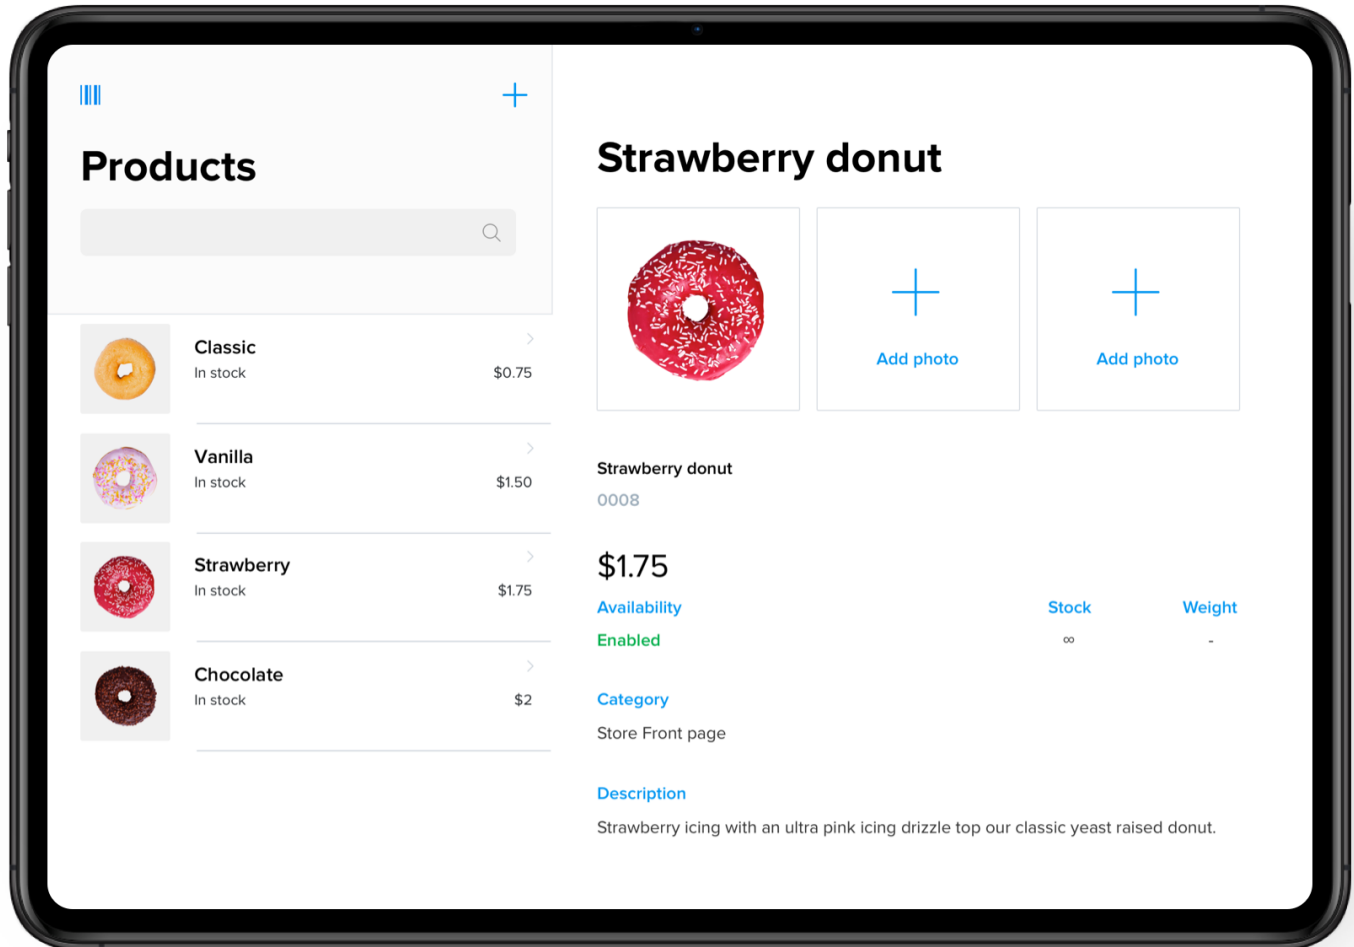 Products
Classic
In stock
$0.75
Vanilla
In stock
$1.50
Strawberry
In stock
$1.75
Chocolate
In stock
$2
Strawberry donut
Add photo
Add photo
Strawberry donut
0008
$1.75
Availability Stock Weight
Enabled ∞ -
Category
Store Front page
Description
Strawberry icing with an ultra pink icing drizzle top our classic yeast raised donut.